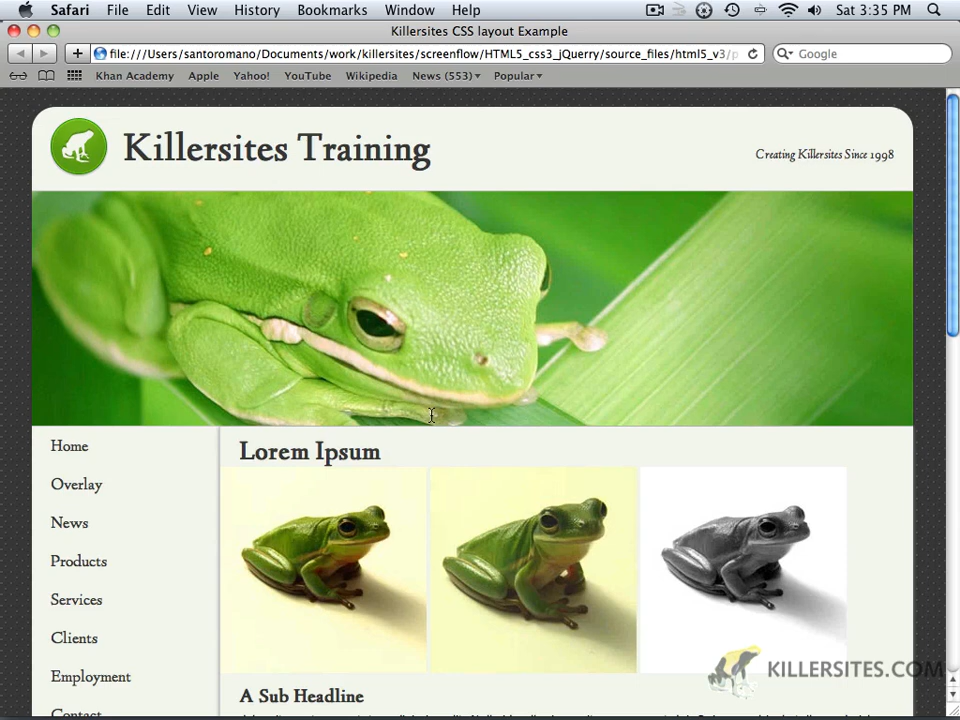 Safari File Edit View History Bookmarks Window Help Sat 3:35 PM
Killersites CSS layout Example
file:///Users/santoromano/Documents/work/killersites/screenflow/HTML5_css3_jQuerry/source_files/html5_v3/p
Google
Khan Academy Apple Yahoo! YouTube Wikipedia News (553) Popular
Killersites Training
Creating Killersites Since 1998
Home
Lorem Ipsum
Overlay
News
Products
Services
Clients
Employment
KILLERSITES.COM
A Sub Headline
Contact